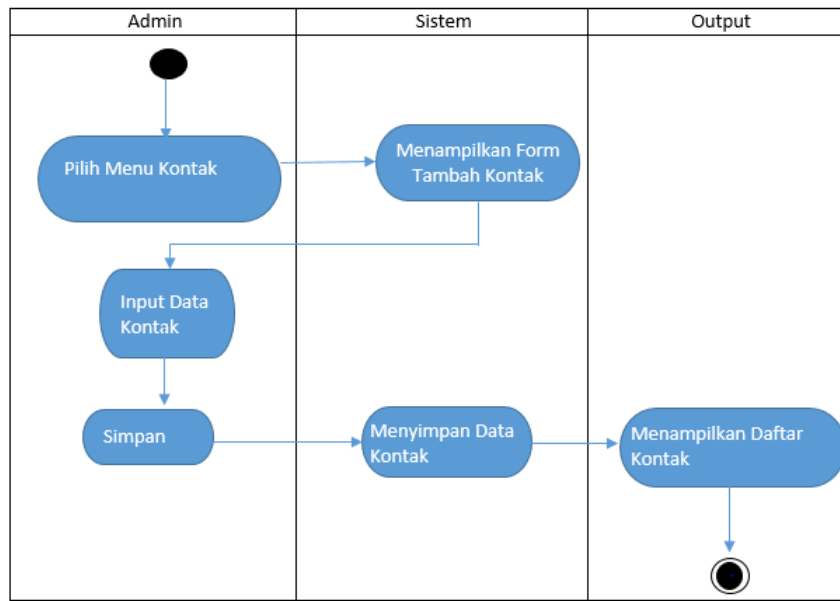 Admin
Sistem
Output
Pilih Menu Kontak
Menampilkan Form
Tambah Kontak
Input Data
Kontak
Simpan
Menyimpan Data
Kontak
Menampilkan Daftar
Kontak